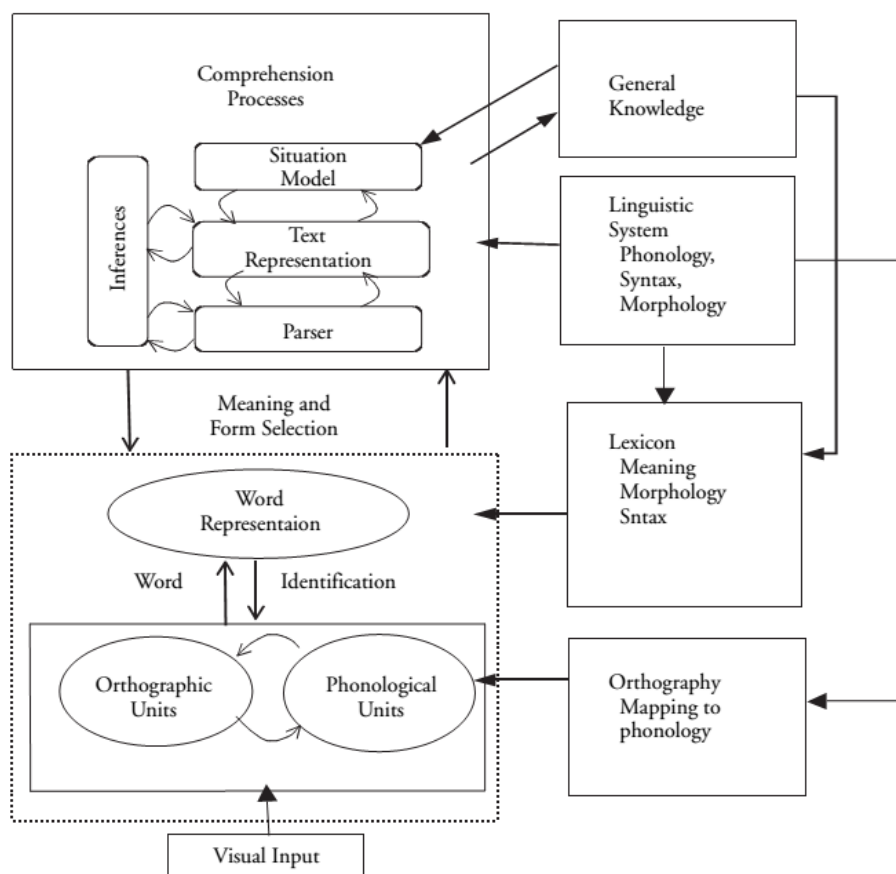 Comprehension
Processes
Situation
Model
Inferences
Text
Representation
Parser
General
Knowledge
Linguistic
System
Phonology,
Syntax,
Morphology
Meaning and
Form Selection
Lexicon
Meaning
Morphology
Sntax
Word
Representaion
Word Identification
Orthographic
Units
Phonological
Units
Orthography
Mapping to
phonology
Visual Input